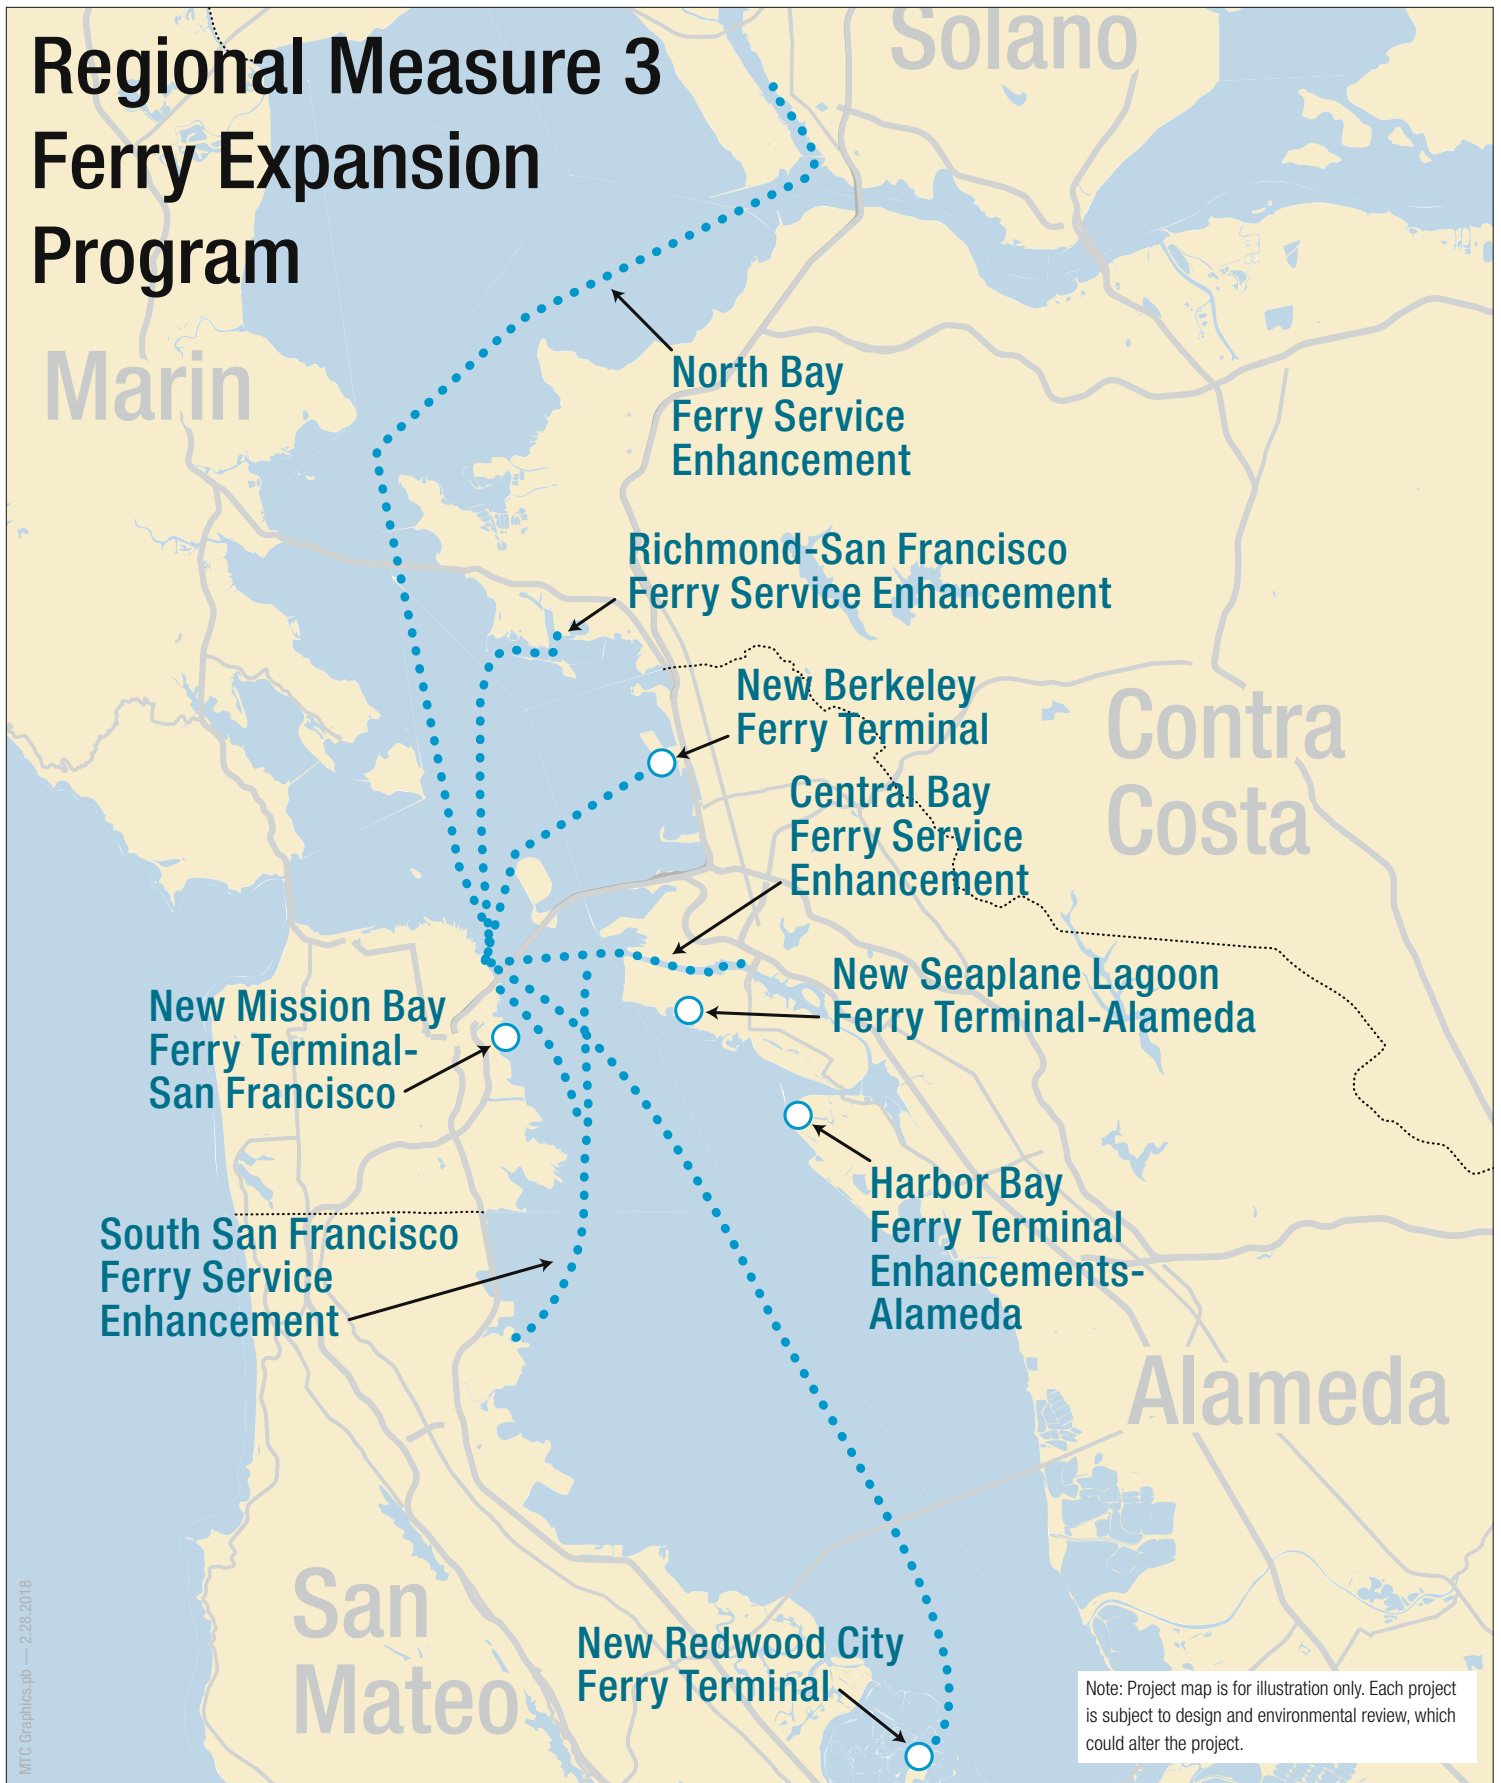 Regional Measure 3
Ferry Expansion
Program
Solano
Marin
North Bay
Ferry Service
Enhancement
Richmond-San Francisco
Ferry Service Enhancement
New Berkeley
Ferry Terminal
Contra
Costa
Central Bay
Ferry Service
Enhancement
New Seaplane Lagoon
Ferry Terminal-Alameda
New Mission Bay
Ferry Terminal-
San Francisco
Harbor Bay
Ferry Terminal
Enhancements-
Alameda
South San Francisco
Ferry Service
Enhancement
Alameda
San
Mateo
New Redwood City
Ferry Terminal
Note: Project map is for illustration only. Each project
is subject to design and environmental review, which
could alter the project.
MTC Graphics.pb — 2.28.2018